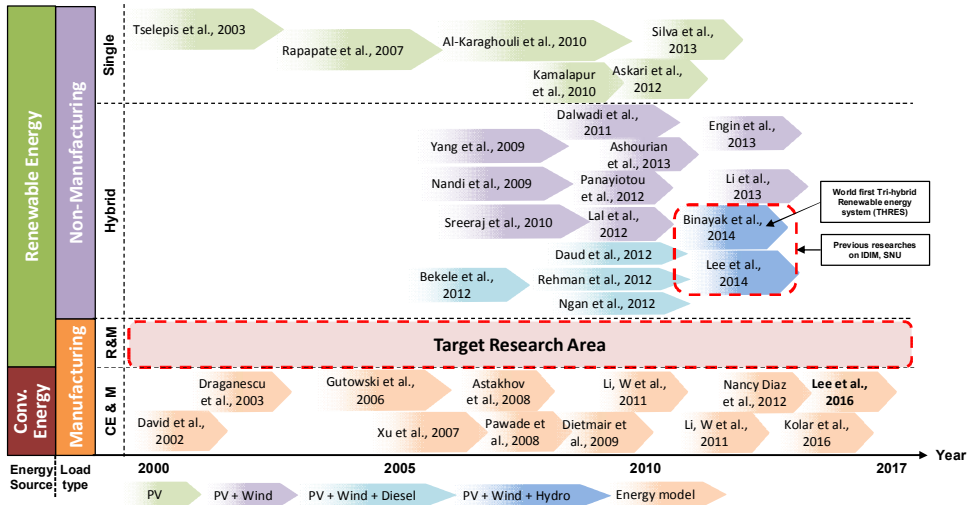 Renewable Energy
Conv.
Energy
Non-Manufacturing
Manufacturing
Single
Hybrid
R&M
CE & M
Tselepis et al., 2003
Rapapate et al., 2007
Al-Karaghouli et al., 2010
Silva et al.,
2013
Kamalapur
et al., 2010
Askari et al.,
2012
Dalwadi et al.,
2011
Engin et al.,
2013
Yang et al., 2009
Ashourian
et al., 2013
Nandi et al., 2009
Panayiotou
et al., 2012
Li et al.,
2013
World first Tri-hybrid
Renewable energy
system (THRES)
Sreeraj et al., 2010
Lal et al.,
2012
Binayak et al.,
2014
Previous researches
on IDIM, SNU
Daud et al., 2012
Bekele et al.,
2012
Rehman et al., 2012
Lee et al.,
2014
Ngan et al., 2012
Target Research Area
Draganescu
et al., 2003
Gutowski et al.,
2006
Astakhov
et al., 2008
Li, W et al.,
2011
Nancy Diaz
et al., 2012
Lee et al.,
2016
David et al.,
2002
Xu et al., 2007
Pawade et
al., 2008
Dietmair et
al., 2009
Li, W et al.,
2011
Kolar et al.,
2016
Energy
Source
Load
type
2000
2005
2010
2017
Year
PV
PV + Wind
PV + Wind + Diesel
PV + Wind + Hydro
Energy model